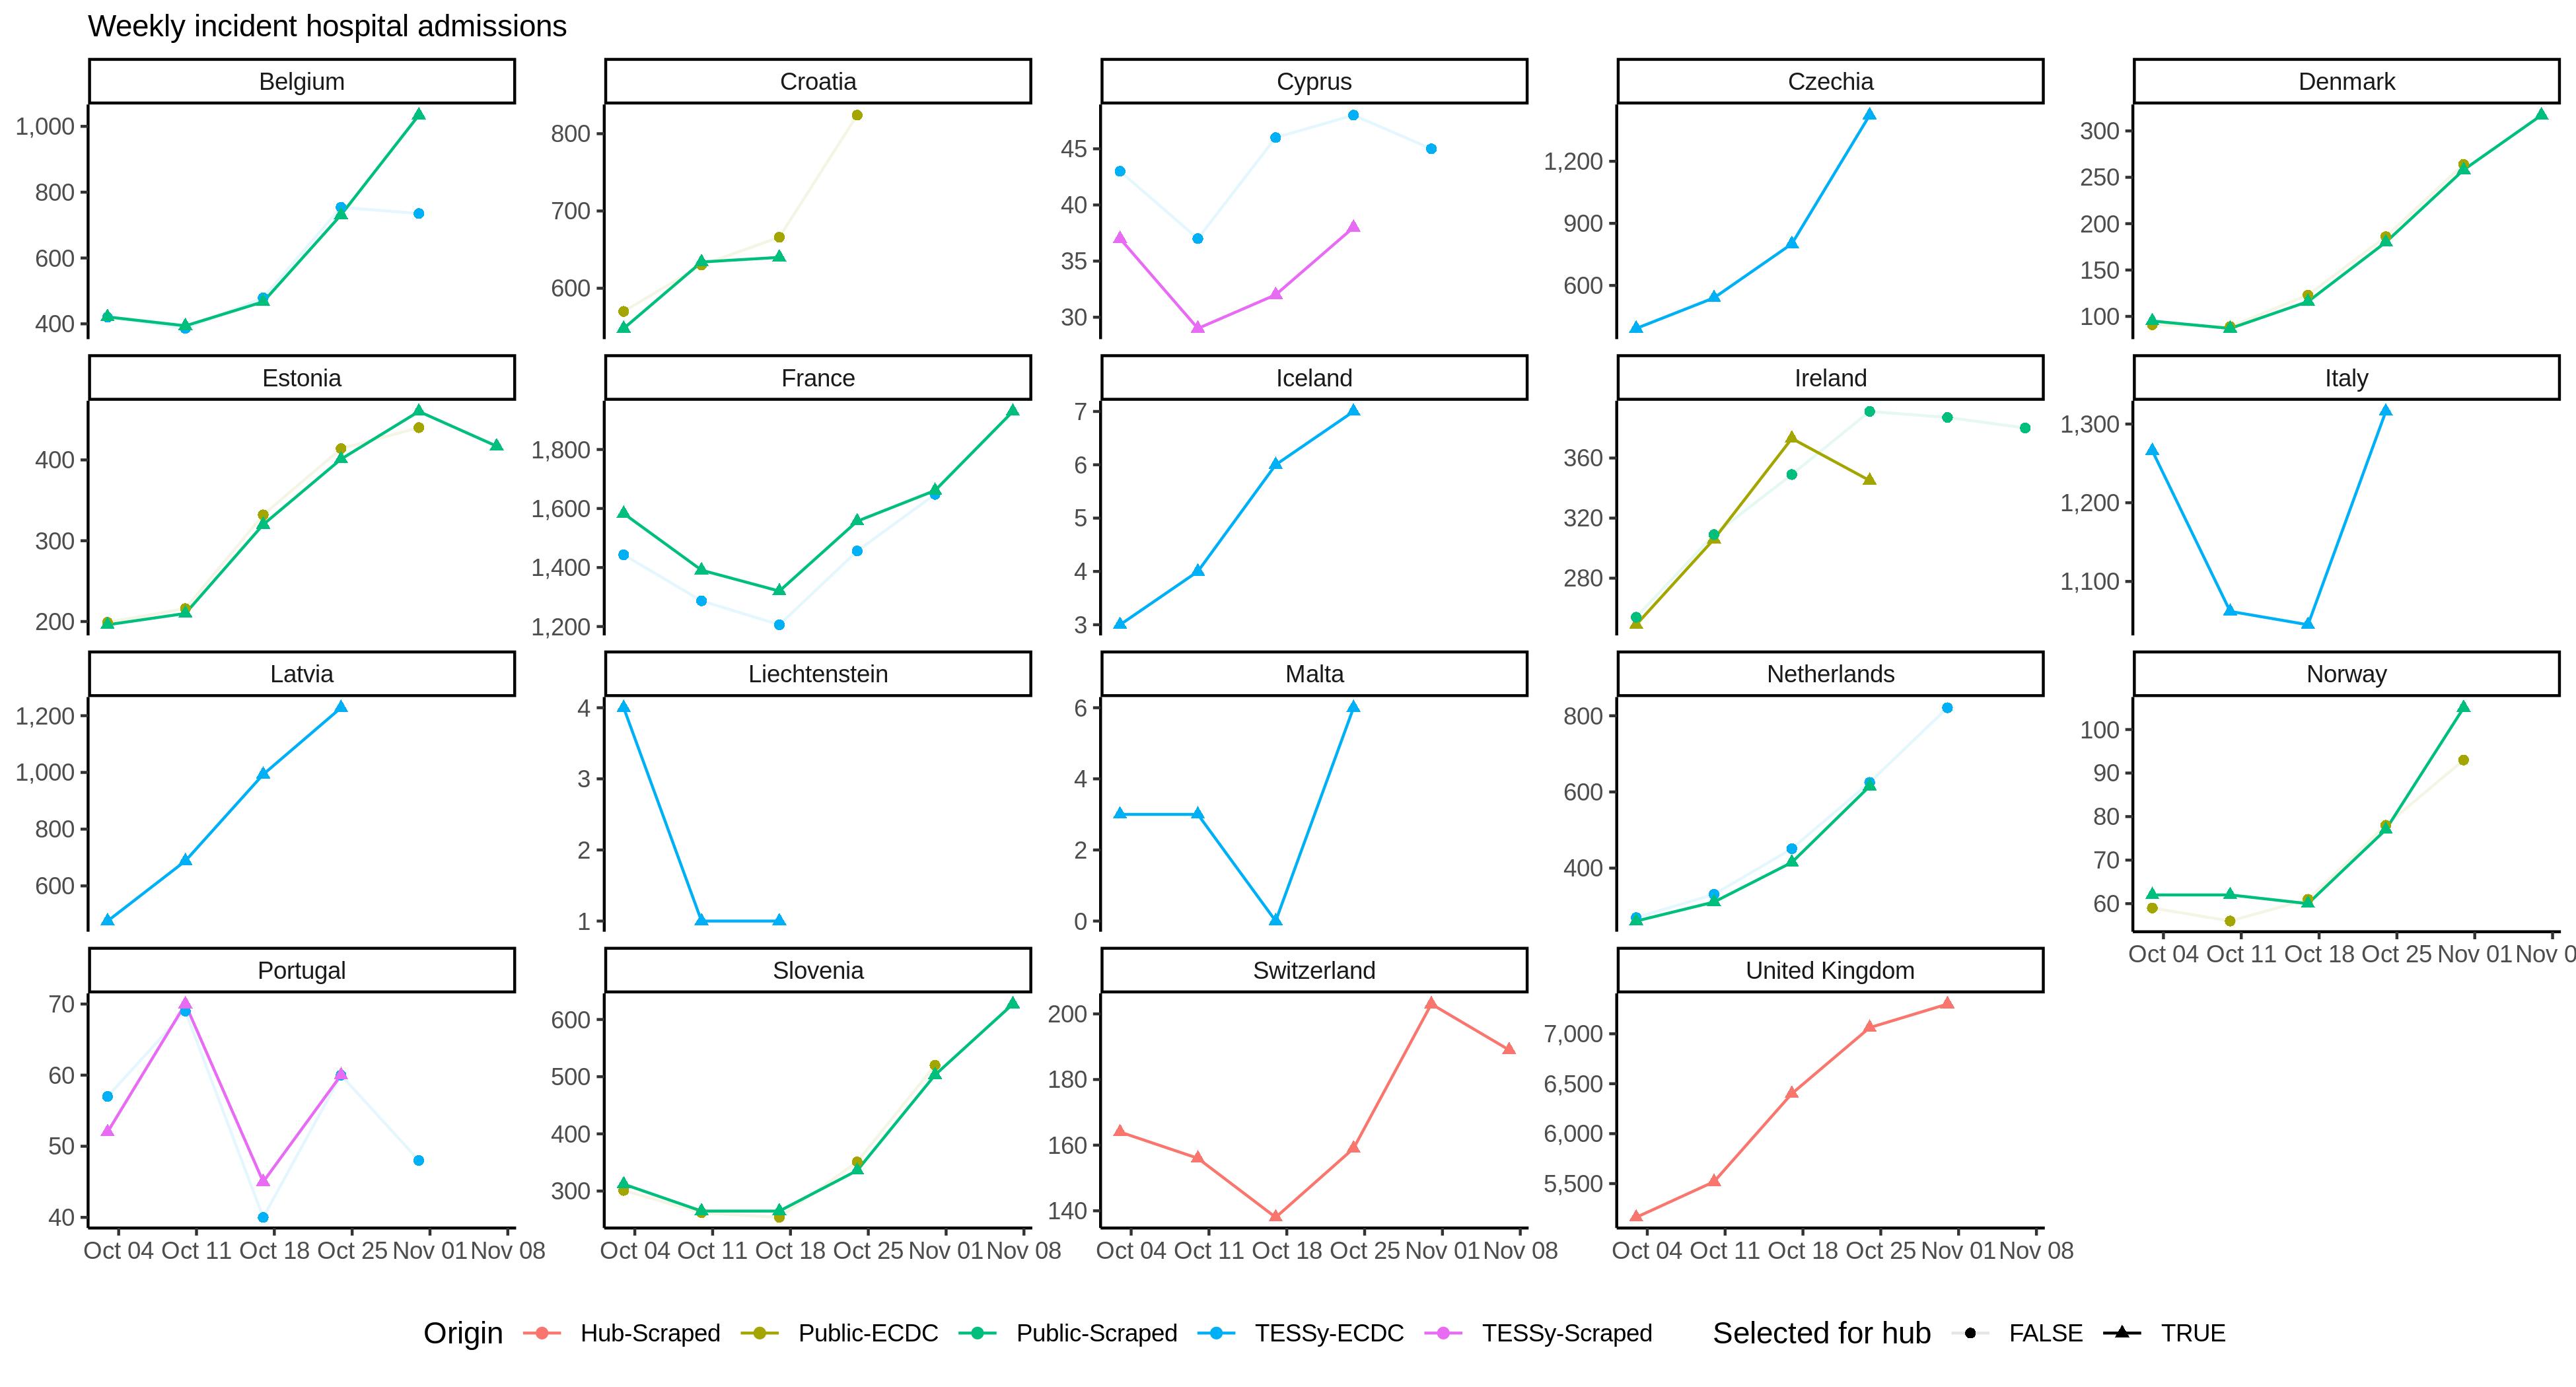 Weekly incident hospital admissions
Belgium
Croatia
Cyprus
Czechia
Denmark
1,000
800
600
400
800
700
600
45
40
35
30
1,200
900
600
300
250
200
150
100
Estonia
France
Iceland
Ireland
Italy
400
300
200
1,800
1,600
1,400
1,200
7
6
5
4
3
360
320
280
1,300
1,200
1,100
Latvia
Liechtenstein
Malta
Netherlands
Norway
1,200
1,000
800
600
4
3
2
1
6
4
2
0
800
600
400
100
90
80
70
60
Oct 04 Oct 11 Oct 18 Oct 25 Nov 01 Nov 0
Portugal
Slovenia
Switzerland
United Kingdom
70
60
50
40
600
500
400
300
200
180
160
140
7,000
6,500
6,000
5,500
Oct 04 Oct 11 Oct 18 Oct 25 Nov 01 Nov 08
Oct 04 Oct 11 Oct 18 Oct 25 Nov 01 Nov 08
Oct 04 Oct 11 Oct 18 Oct 25 Nov 01 Nov 08
Oct 04 Oct 11 Oct 18 Oct 25 Nov 01 Nov 08
Origin Hub-Scraped Public-ECDC Public-Scraped TESSy-ECDC TESSy-Scraped Selected for hub FALSE TRUE